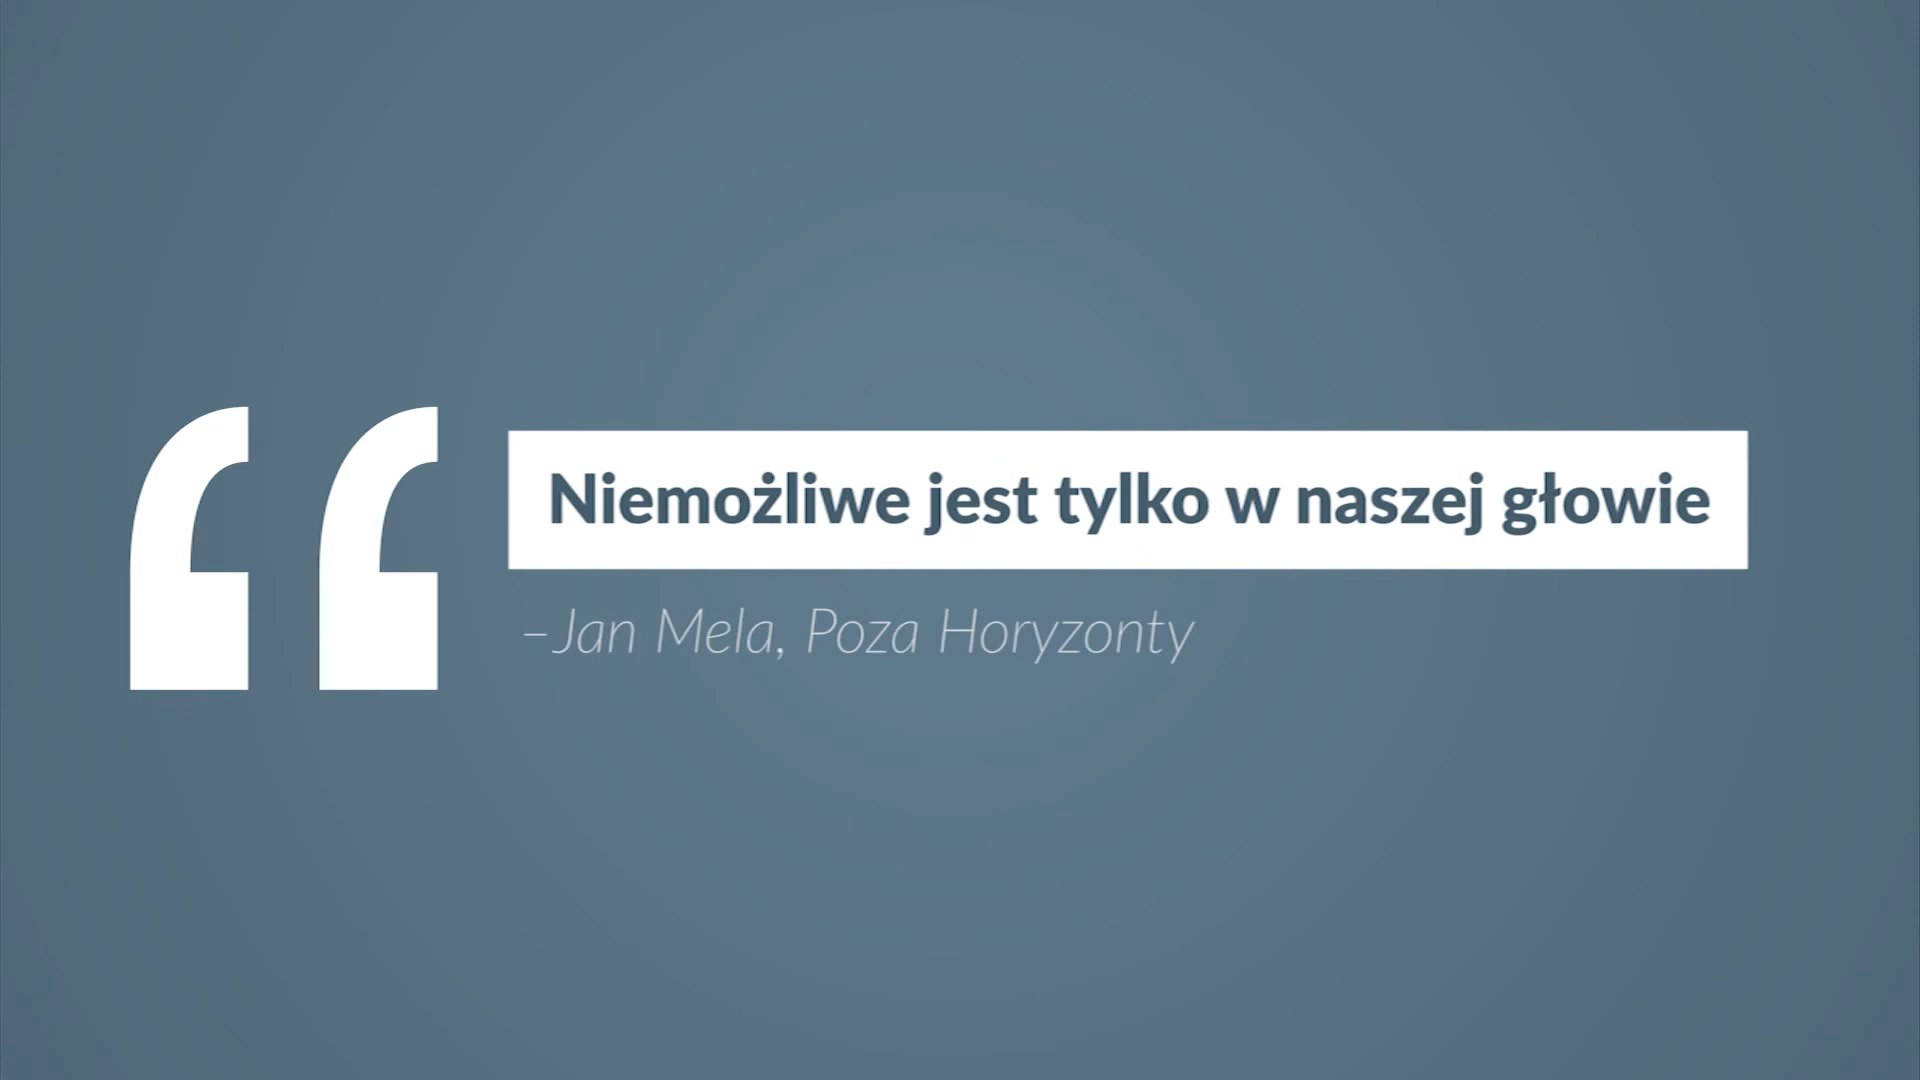 “
Niemożliwe jest tylko w naszej głowie
–Jan Mela, Poza Horyzonty